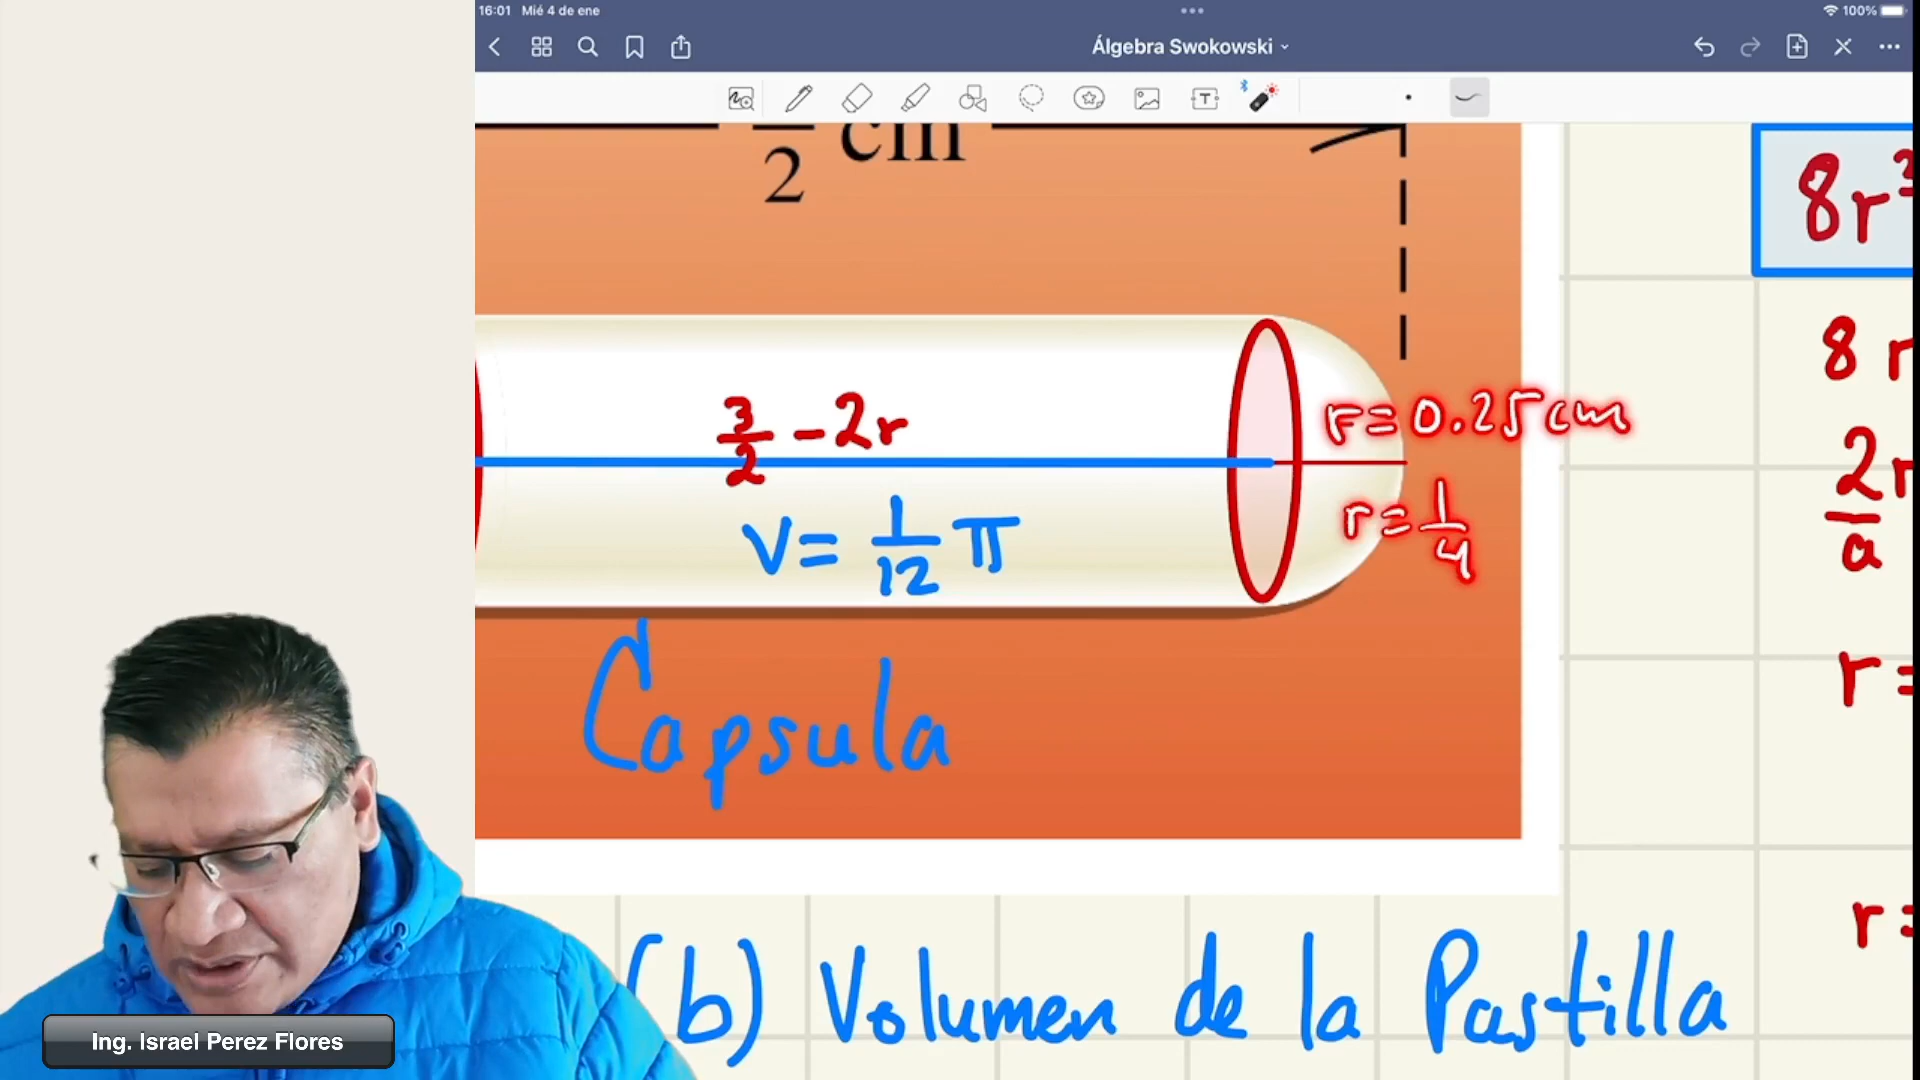 16:01 Mié 4 de ene
100%
Álgebra Swokowski
2 cm
8r
3/2 - 2r
r = 0.25 cm
8 r
2r
a
V = 1/12 π
r = 1/4
Capsula
r =
(b) Volumen de la Pastilla
r =
Ing. Israel Perez Flores